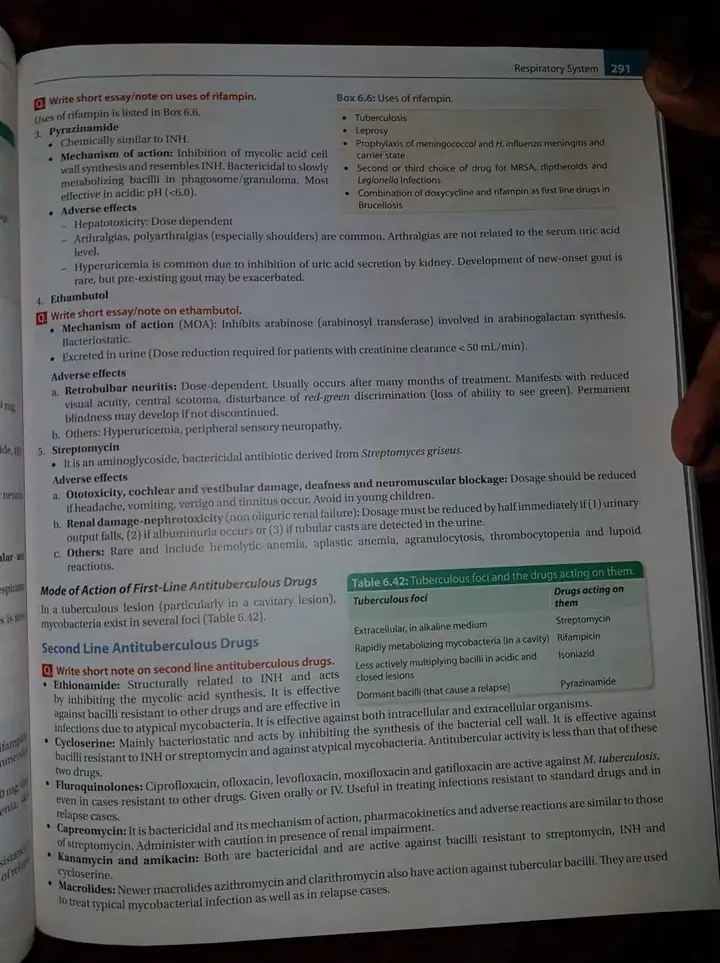 Respiratory System 291
Q. Write short essay/note on uses of rifampin.
Uses of rifampin is listed in Box 6.6.
Box 6.6: Uses of rifampin.
• Tuberculosis
• Leprosy
• Prophylaxis of meningococcal and H. influenza meningitis and
carrier state
• Second or third choice of drug for MRSA, diptheroids and
Legionella infections
• Combination of doxycycline and rifampin as first line drugs in
Brucellosis
3. Pyrazinamide
• Chemically similar to INH.
• Mechanism of action: Inhibition of mycolic acid cell
wall synthesis and resembles INH. Bactericidal to slowly
metabolizing bacilli in phagosome/granuloma. Most
effective in acidic pH (<6.0).
• Adverse effects
– Hepatotoxicity: Dose dependent
– Arthralgias, polyarthralgias (especially shoulders) are common. Arthralgias are not related to the serum uric acid
level.
– Hyperuricemia is common due to inhibition of uric acid secretion by kidney. Development of new-onset gout is
rare, but pre-existing gout may be exacerbated.
4. Ethambutol
Q. Write short essay/note on ethambutol.
• Mechanism of action (MOA): Inhibits arabinose (arabinosyl transferase) involved in arabinogalactan synthesis.
Bacteriostatic.
• Excreted in urine (Dose reduction required for patients with creatinine clearance < 50 mL/min).
Adverse effects
a. Retrobulbar neuritis: Dose-dependent. Usually occurs after many months of treatment. Manifests with reduced
visual acuity, central scotoma, disturbance of red-green discrimination (loss of ability to see green). Permanent
blindness may develop if not discontinued.
b. Others: Hyperuricemia, peripheral sensory neuropathy.
5. Streptomycin
• It is an aminoglycoside, bactericidal antibiotic derived from Streptomyces griseus.
Adverse effects
a. Ototoxicity, cochlear and vestibular damage, deafness and neuromuscular blockage: Dosage should be reduced
if headache, vomiting, vertigo and tinnitus occur. Avoid in young children.
b. Renal damage-nephrotoxicity (non oliguric renal failure): Dosage must be reduced by half immediately if (1) urinary
output falls, (2) if albuminuria occurs or (3) if tubular casts are detected in the urine.
c. Others: Rare and include hemolytic anemia, aplastic anemia, agranulocytosis, thrombocytopenia and lupoid
reactions.
Mode of Action of First-Line Antituberculous Drugs
In a tuberculous lesion (particularly in a cavitary lesion),
mycobacteria exist in several foci (Table 6.42).
Table 6.42: Tuberculous foci and the drugs acting on them.
Tuberculous foci Drugs acting on
them
Extracellular, in alkaline medium Streptomycin
Rapidly metabolizing mycobacteria (in a cavity) Rifampicin
Less actively multiplying bacilli in acidic and Isoniazid
closed lesions
Dormant bacilli (that cause a relapse) Pyrazinamide
Second Line Antituberculous Drugs
Q. Write short note on second line antituberculous drugs.
• Ethionamide: Structurally related to INH and acts
by inhibiting the mycolic acid synthesis. It is effective
against bacilli resistant to other drugs and are effective in
infections due to atypical mycobacteria. It is effective against both intracellular and extracellular organisms.
• Cycloserine: Mainly bacteriostatic and acts by inhibiting the synthesis of the bacterial cell wall. It is effective against
bacilli resistant to INH or streptomycin and against atypical mycobacteria. Antitubercular activity is less than that of these
two drugs.
• Fluroquinolones: Ciprofloxacin, ofloxacin, levofloxacin, moxifloxacin and gatifloxacin are active against M. tuberculosis,
even in cases resistant to other drugs. Given orally or IV. Useful in treating infections resistant to standard drugs and in
relapse cases.
• Capreomycin: It is bactericidal and its mechanism of action, pharmacokinetics and adverse reactions are similar to those
of streptomycin. Administer with caution in presence of renal impairment.
• Kanamycin and amikacin: Both are bactericidal and are active against bacilli resistant to streptomycin, INH and
cycloserine.
• Macrolides: Newer macrolides azithromycin and clarithromycin also have action against tubercular bacilli. They are used
to treat typical mycobacterial infection as well as in relapse cases.